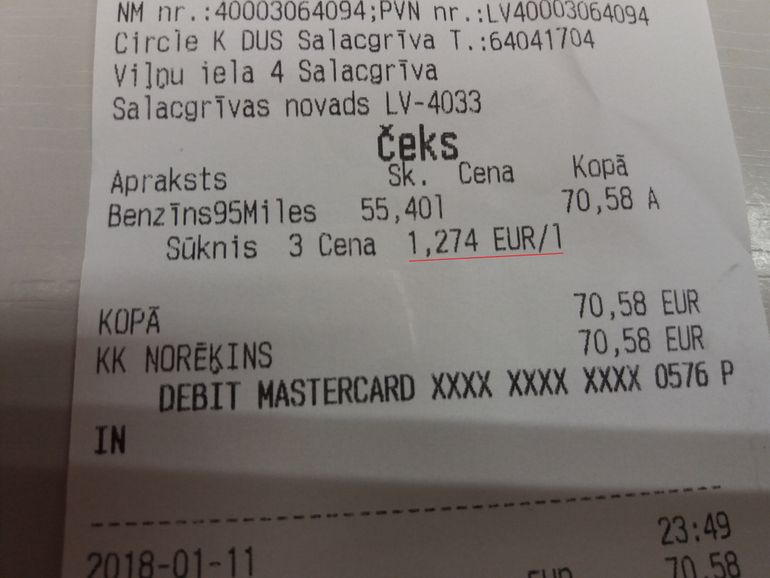 NM nr.:40003064094;PVN nr.:LV40003064094
Circle K DUS Salacgrīva T.:64041704
Viļņu iela 4 Salacgrīva
Salacgrīvas novads LV-4033
Čeks
Apraksts Sk. Cena Kopā
Benzīns95Miles 55,40l 70,58 A
Sūknis 3 Cena 1,274 EUR/l
KOPĀ 70,58 EUR
KK NORĒĶINS 70,58 EUR
DEBIT MASTERCARD XXXX XXXX XXXX 0576 P
IN
2018-01-11 23:49
EUR 70,58